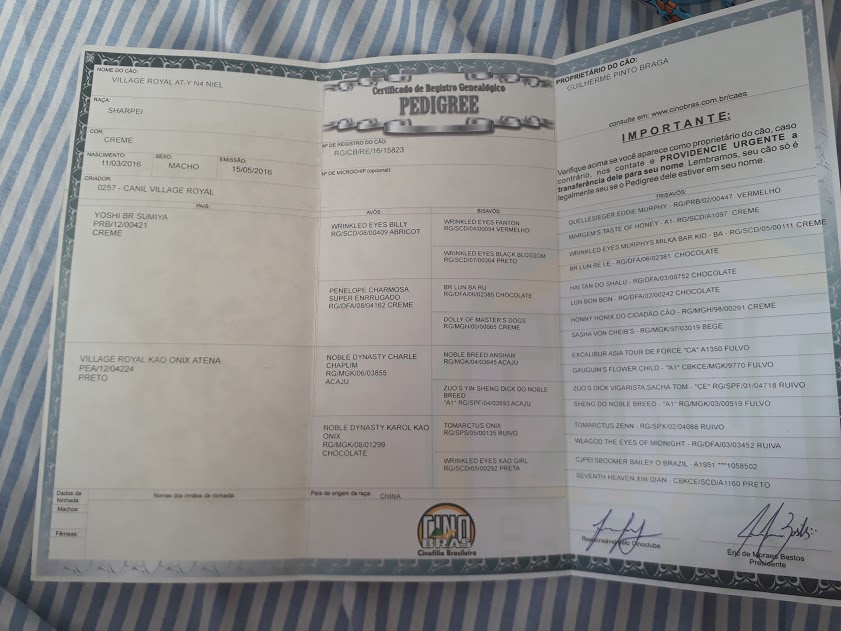 NOME DO CÃO:
VILLAGE ROYAL AT-Y N4 NIEL
RAÇA:
SHARPEI
COR:
CREME
NASCIMENTO:
11/03/2016
SEXO:
MACHO
EMISSÃO:
15/05/2016
CRIADOR:
0257 - CANIL VILLAGE ROYAL
PAIS:
YOSHI BR SUMIYA
PRB/12/00421
CREME
VILLAGE ROYAL KAO ONIX ATENA
PEA/12/04224
PRETO
Dados da
Ninhada:
Machos:
Fêmeas:
Nomes dos irmãos de ninhada:
Certificado de Registro Genealógico
PEDIGREE
Nº DE REGISTRO DO CÃO:
RG/CB/RE/16/15823
Nº DE MICROCHIP (opcional):
AVÓS:
WRINKLED EYES BILLY
RG/SCD/08/00409 ABRICOT
PENELOPE CHARMOSA
SUPER ENRRUGADO
RG/DFA/08/04162 CREME
NOBLE DYNASTY CHARLE
CHAPLIM
RG/MGK/06/03855
ACAJU
NOBLE DYNASTY KAROL KAO
ONIX
RG/MGK/08/01299
CHOCOLATE
BISAVÓS:
WRINKLED EYES FANTON
RG/SCD/04/00054 VERMELHO
WRINKLED EYES BLACK BLOSSOM
RG/SCD/07/00304 PRETO
BR LUN BA RU
RG/DFA/06/02385 CHOCOLATE
DOLLY OF MASTER'S DOGS
RG/MGH/00/00065 CREME
NOBLE BREED ANSHAN
RG/MGK/04/03645 ACAJU
ZUO'S YIN SHENG DICK DO NOBLE
BREED
"A1" RG/SPF/04/02693 ACAJU
TOMARCTUS ONIX
RG/SPS/05/00135 RUIVO
WRINKLED EYES KAO GIRL
RG/SCD/05/00292 PRETA
País de origem da raça: CHINA
CINO
BRAS
Cinofilia Brasileira
PROPRIETÁRIO DO CÃO:
GUILHERME PINTO BRAGA
consulte em: www.cinobras.com.br/caes
IMPORTANTE:
Verifique acima se você aparece como proprietário do cão, caso
contrário, nos contate e PROVIDENCIE URGENTE a
transferência dele para seu nome. Lembramos, seu cão só é
legalmente seu se o Pedigree dele estiver em seu nome.
TRISAVÓS:
QUELLESIEGER EDDIE MURPHY - RG/PRB/02/00447 VERMELHO
MARGEM'S TASTE OF HONEY - A1- RG/SCD/A1097 CREME
WRINKLED EYES MURPHYS MILKA BAR-KID - BA - RG/SCD/05/00111 CREME
BR LUN BE LE - RG/DFA/06/02381 CHOCOLATE
HAI TAN DO SHALU - RG/DFA/03/00752 CHOCOLATE
LUN BON BON - RG/DFA/02/00242 CHOCOLATE
HONNY HONIX DO CIDADÃO CÃO - RG/MGH/98/00291 CREME
SASHA VON CHEIB'S - RG/MGK/97/03019 BEGE
EXCALIBUR ASIA TOUR DE FORCE "CA" A1350 FULVO
GAUGUIN'S FLOWER CHILD - "A1" CBKCE/MGK/9770 FULVO
ZUO'S DICK VIGARISTA SACHA TOM - "CE" RG/SPF/01/04718 RUIVO
SHENG DO NOBLE BREED - "A1" RG/MGK/03/00519 FULVO
TOMARCTUS ZENN - RG/SPX/02/04088 RUIVO
WLAGOD THE EYES OF MIDNIGHT - RG/DFA/03/03452 RUIVA
CJPEI'SBOOMER BAILEY O BRAZIL - A1951 ***1058502
SEVENTH HEAVEN XIN QIAN - CBKCE/SCD/A1160 PRETO
Responsável pelo Cinoclube
Erjo de Moraes Bastos
Presidente